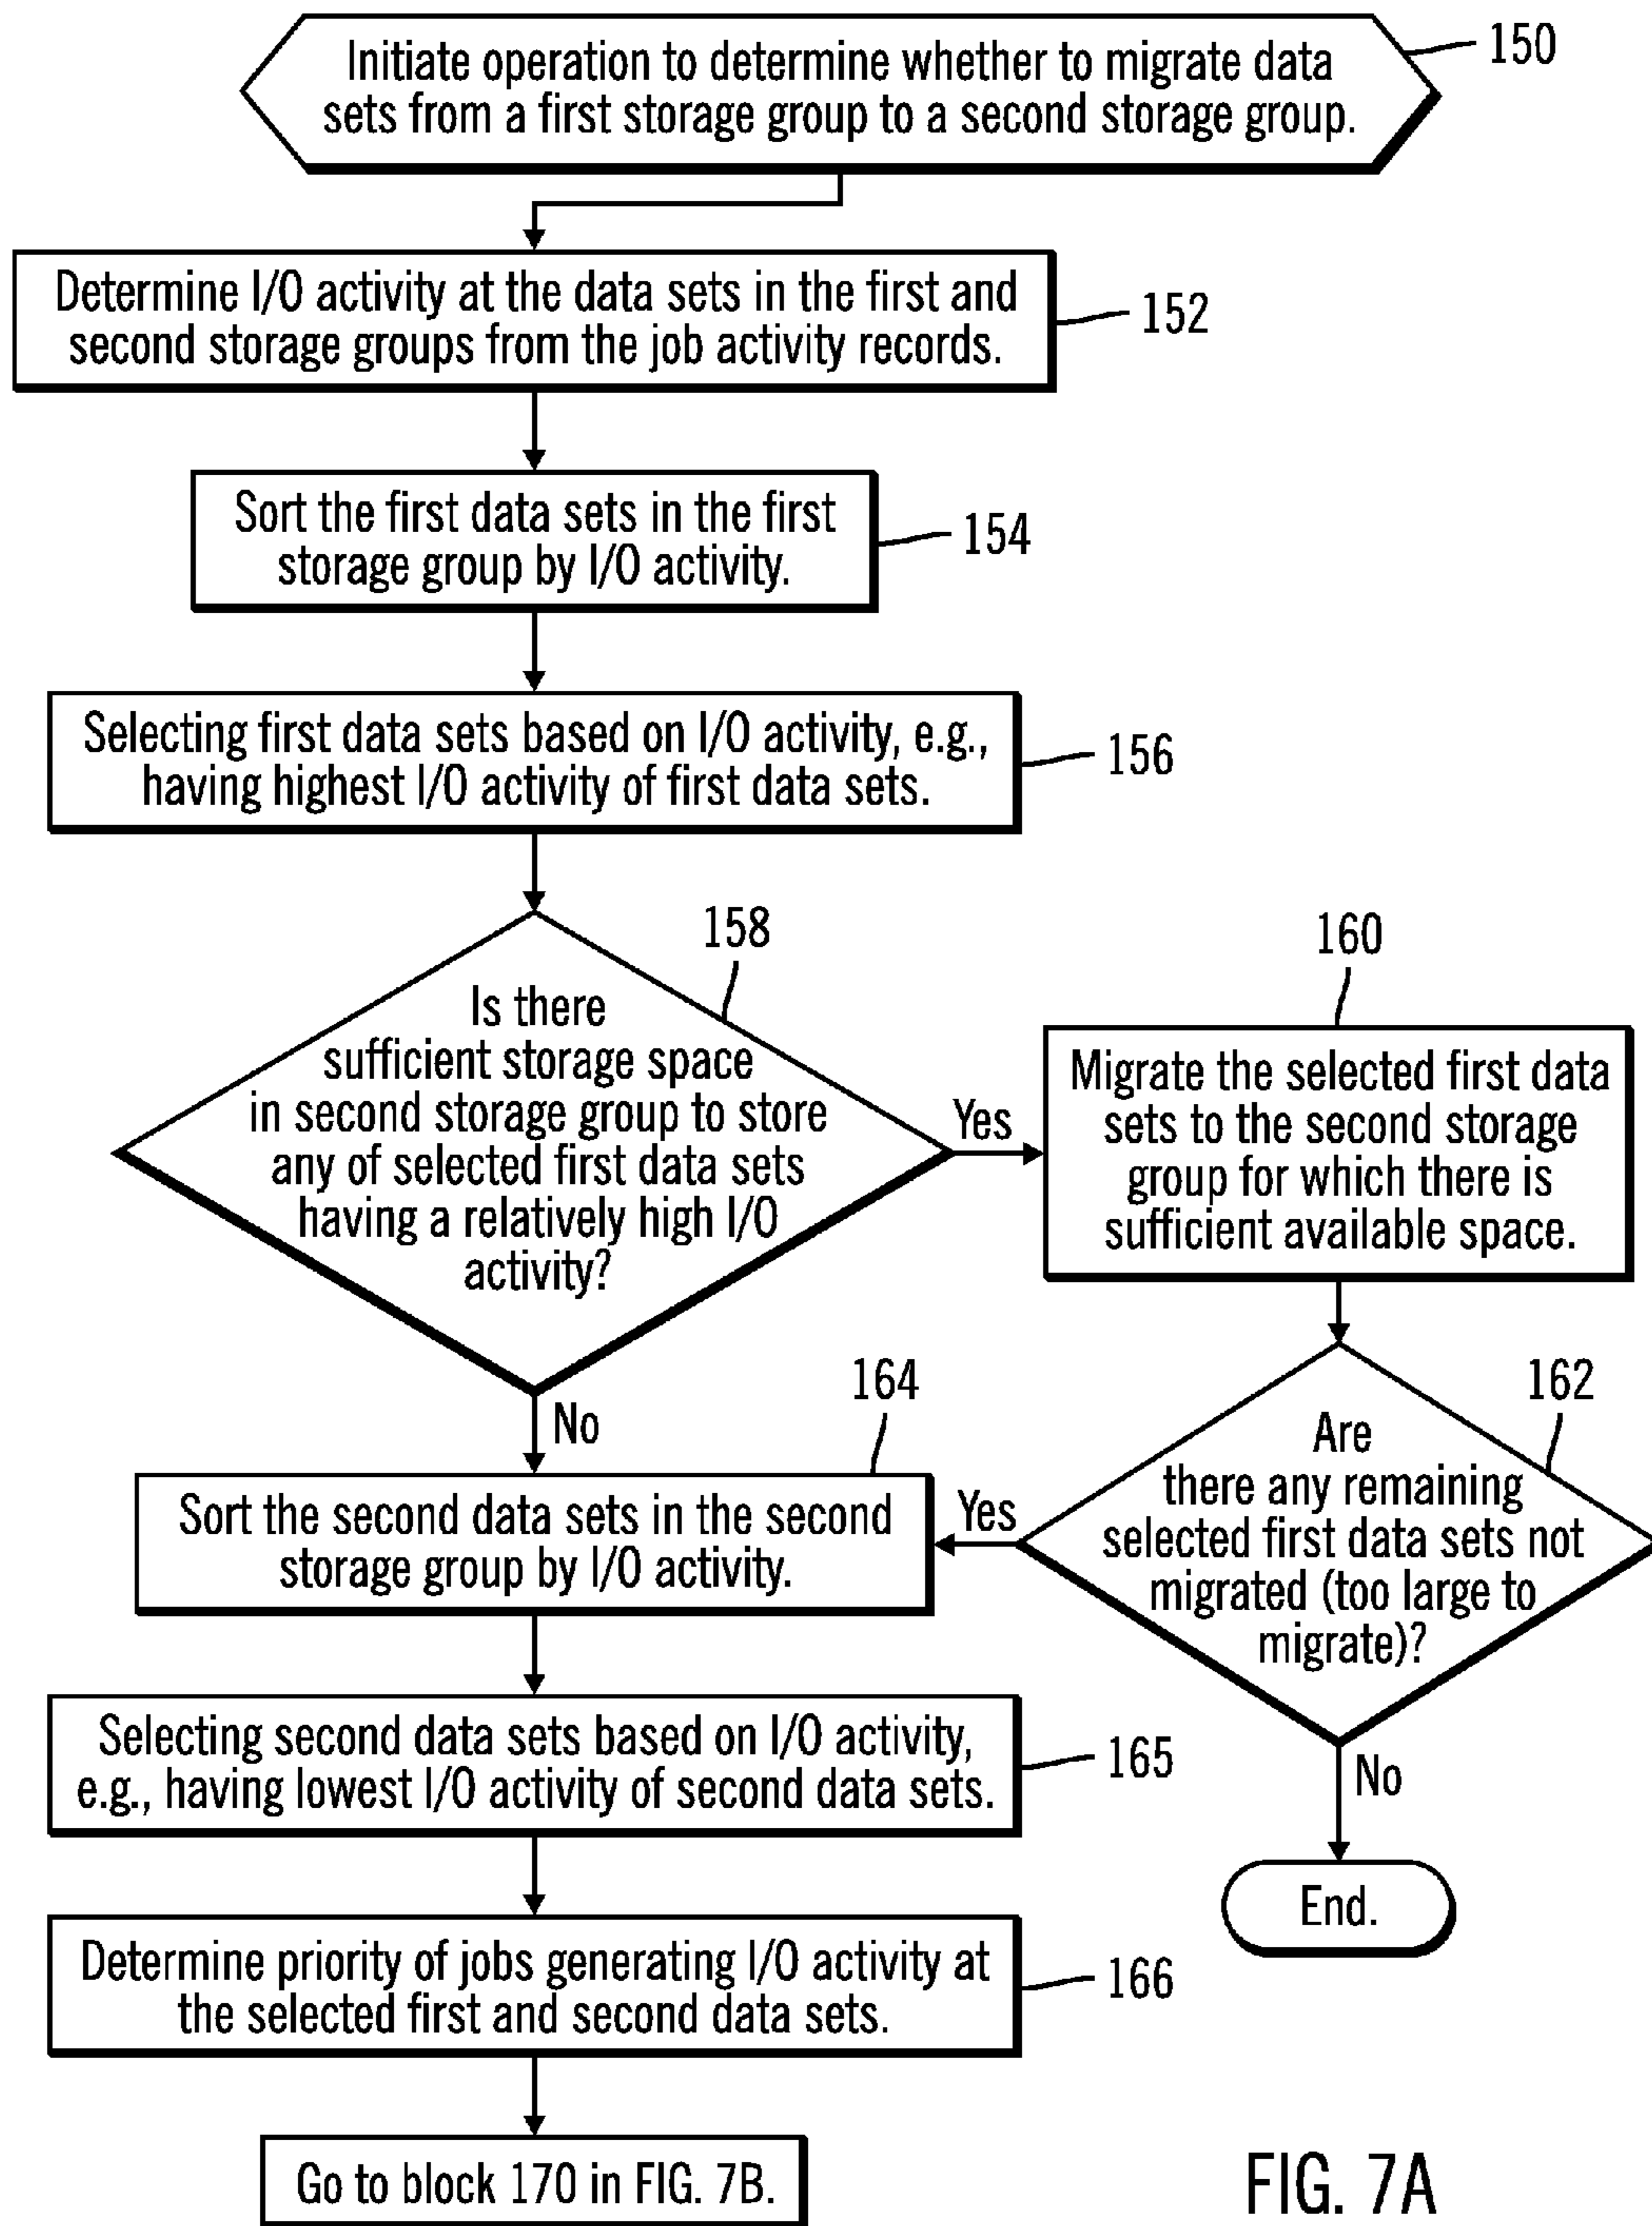 Initiate operation to determine whether to migrate data
sets from a first storage group to a second storage group.
150
Determine I/O activity at the data sets in the first and
second storage groups from the job activity records.
152
Sort the first data sets in the first
storage group by I/O activity.
154
Selecting first data sets based on I/O activity, e.g.,
having highest I/O activity of first data sets.
156
158
Is there
sufficient storage space
in second storage group to store
any of selected first data sets
having a relatively high I/O
activity?
Yes
No
160
Migrate the selected first data
sets to the second storage
group for which there is
sufficient available space.
162
Are
there any remaining
selected first data sets not
migrated (too large to
migrate)?
Yes
No
End.
164
Sort the second data sets in the second
storage group by I/O activity.
Selecting second data sets based on I/O activity,
e.g., having lowest I/O activity of second data sets.
165
Determine priority of jobs generating I/O activity at
the selected first and second data sets.
166
Go to block 170 in FIG. 7B.
FIG. 7A